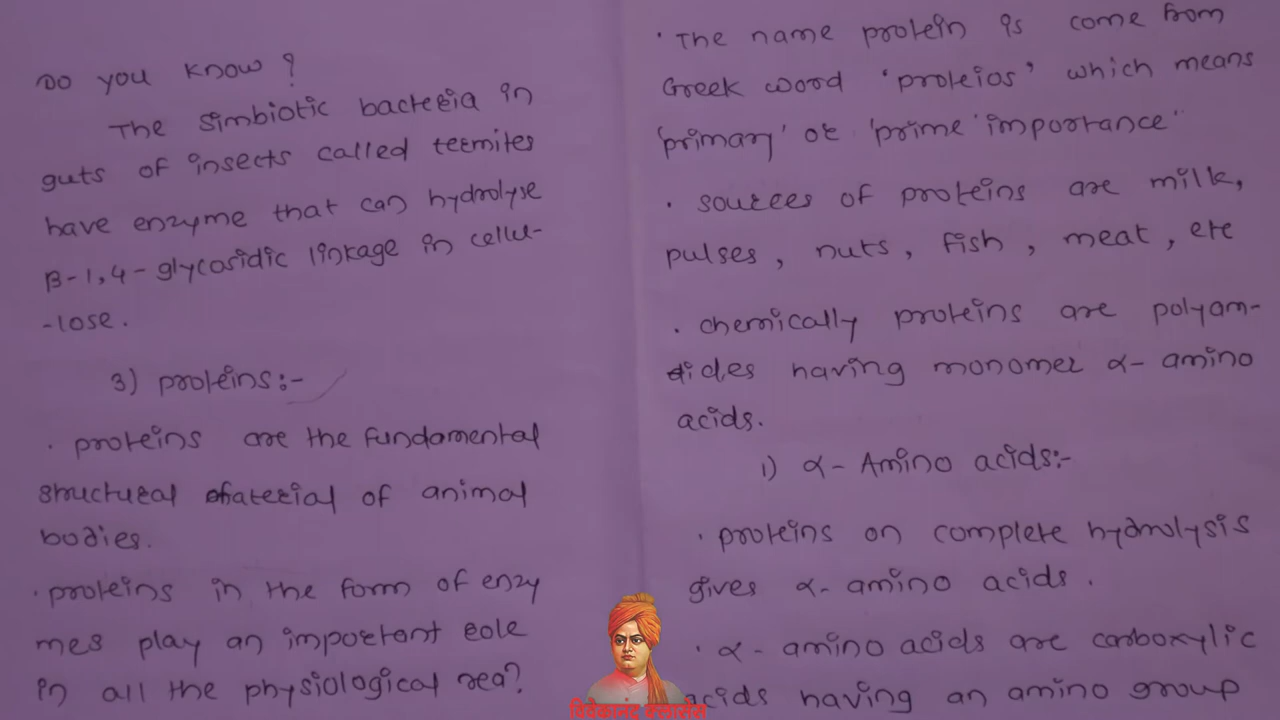 Do you know ?
The simbiotic bacteria in
guts of insects called termites
have enzyme that can hydrolyse
β-1,4-glycosidic linkage in cellu-
-lose.
3) proteins:-
· proteins are the fundamental
structural material of animal
bodies.
· proteins in the form of enzy
mes play an important role
in all the physiological rea?
· The name protein is come from
Greek word 'proteios' which means
'primary' or 'prime importance"
· sources of proteins are milk,
pulses, nuts, fish, meat, etc
· chemically proteins are polyam-
ides having monomer α- amino
acids.
i) α- Amino acids:-
· proteins on complete hydrolysis
gives α- amino acids.
· α- amino acids are carboxylic
acids having an amino group
विवेकानंद क्लासेस